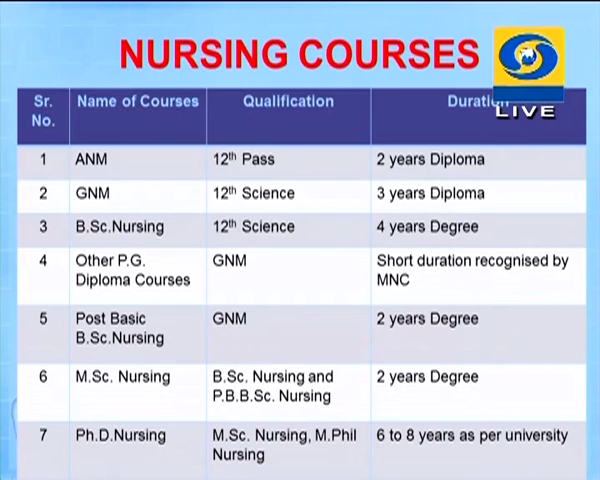 NURSING COURSES
Sr. No. Name of Courses Qualification Duration
LIVE
1 ANM 12th Pass 2 years Diploma
2 GNM 12th Science 3 years Diploma
3 B.Sc.Nursing 12th Science 4 years Degree
4 Other P.G. Diploma Courses GNM Short duration recognised by MNC
5 Post Basic B.Sc.Nursing GNM 2 years Degree
6 M.Sc. Nursing B.Sc. Nursing and P.B.B.Sc. Nursing 2 years Degree
7 Ph.D.Nursing M.Sc. Nursing, M.Phil Nursing 6 to 8 years as per university